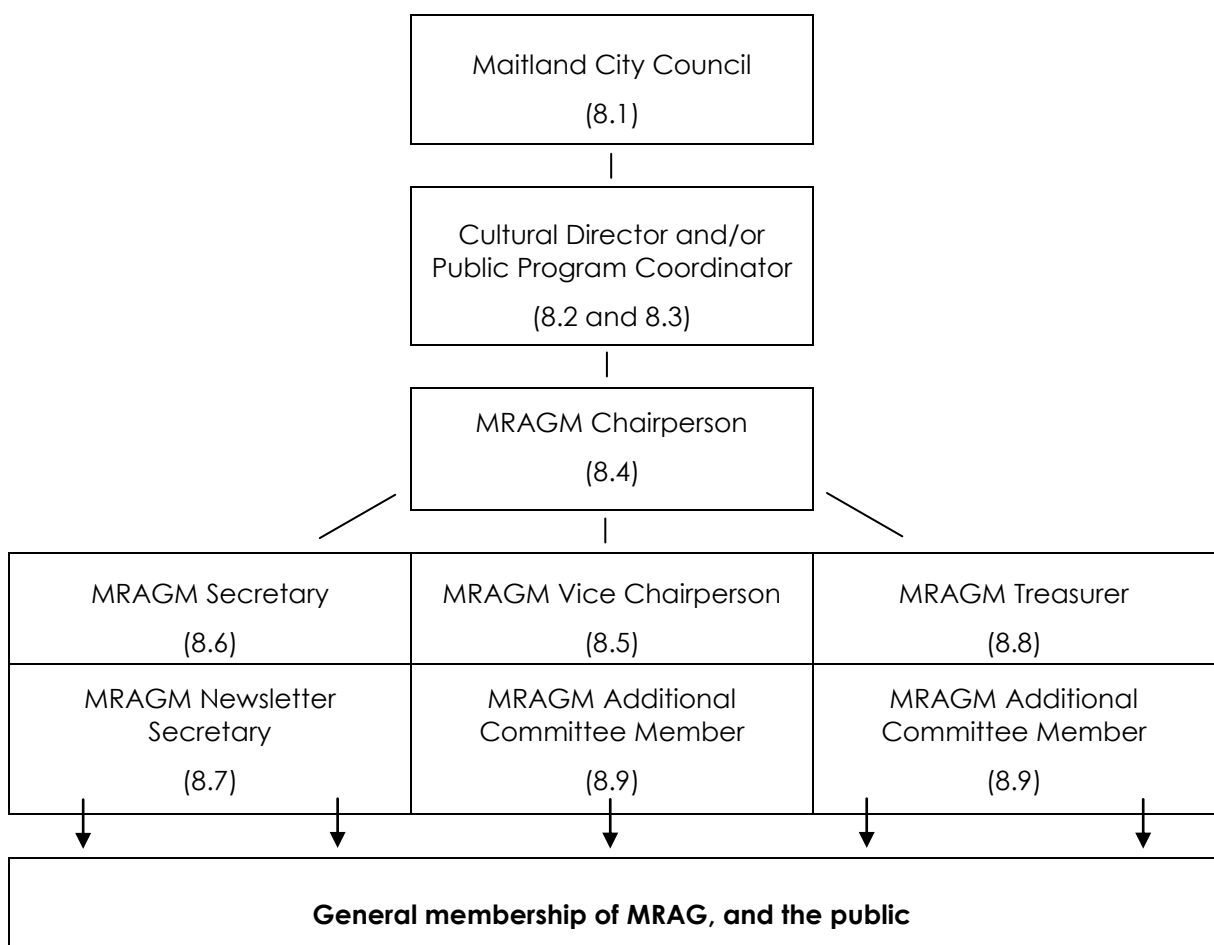 Maitland City Council
(8.1)
Cultural Director and/or
Public Program Coordinator
(8.2 and 8.3)
MRAGM Chairperson
(8.4)
MRAGM Secretary
(8.6)
MRAGM Vice Chairperson
(8.5)
MRAGM Treasurer
(8.8)
MRAGM Newsletter
Secretary
(8.7)
MRAGM Additional
Committee Member
(8.9)
MRAGM Additional
Committee Member
(8.9)
General membership of MRAG, and the public